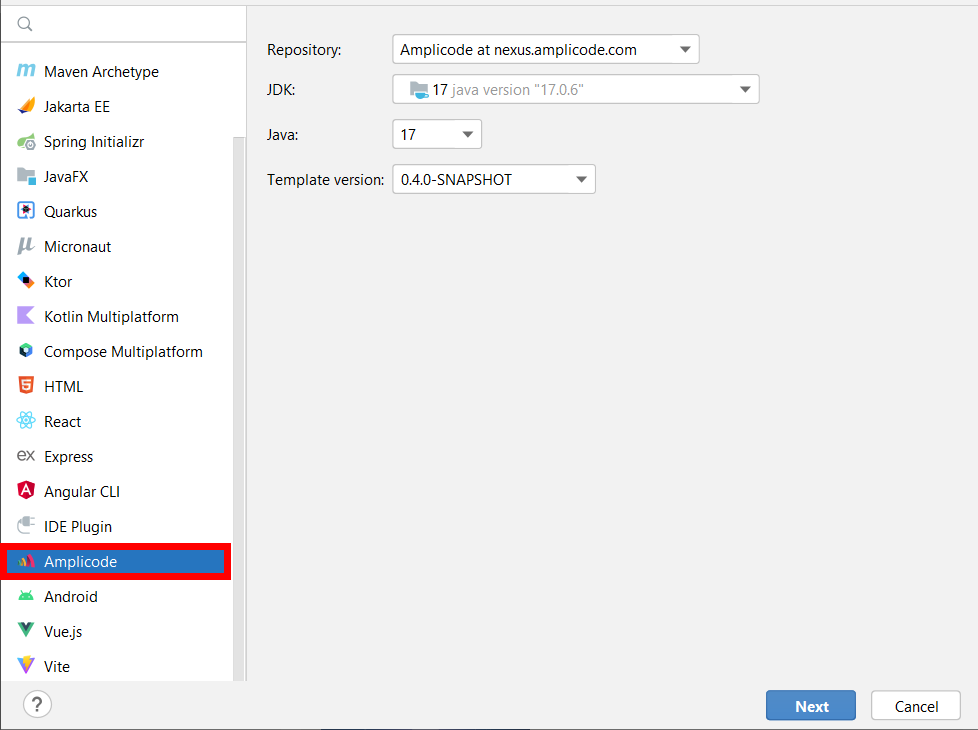 Maven Archetype
Jakarta EE
Spring Initializr
JavaFX
Quarkus
Micronaut
Ktor
Kotlin Multiplatform
Compose Multiplatform
HTML
React
ex Express
Angular CLI
IDE Plugin
Amplicode
Android
Vue.js
Vite
?
Repository: Amplicode at nexus.amplicode.com
JDK: 17 java version "17.0.6"
Java: 17
Template version: 0.4.0-SNAPSHOT
Next Cancel